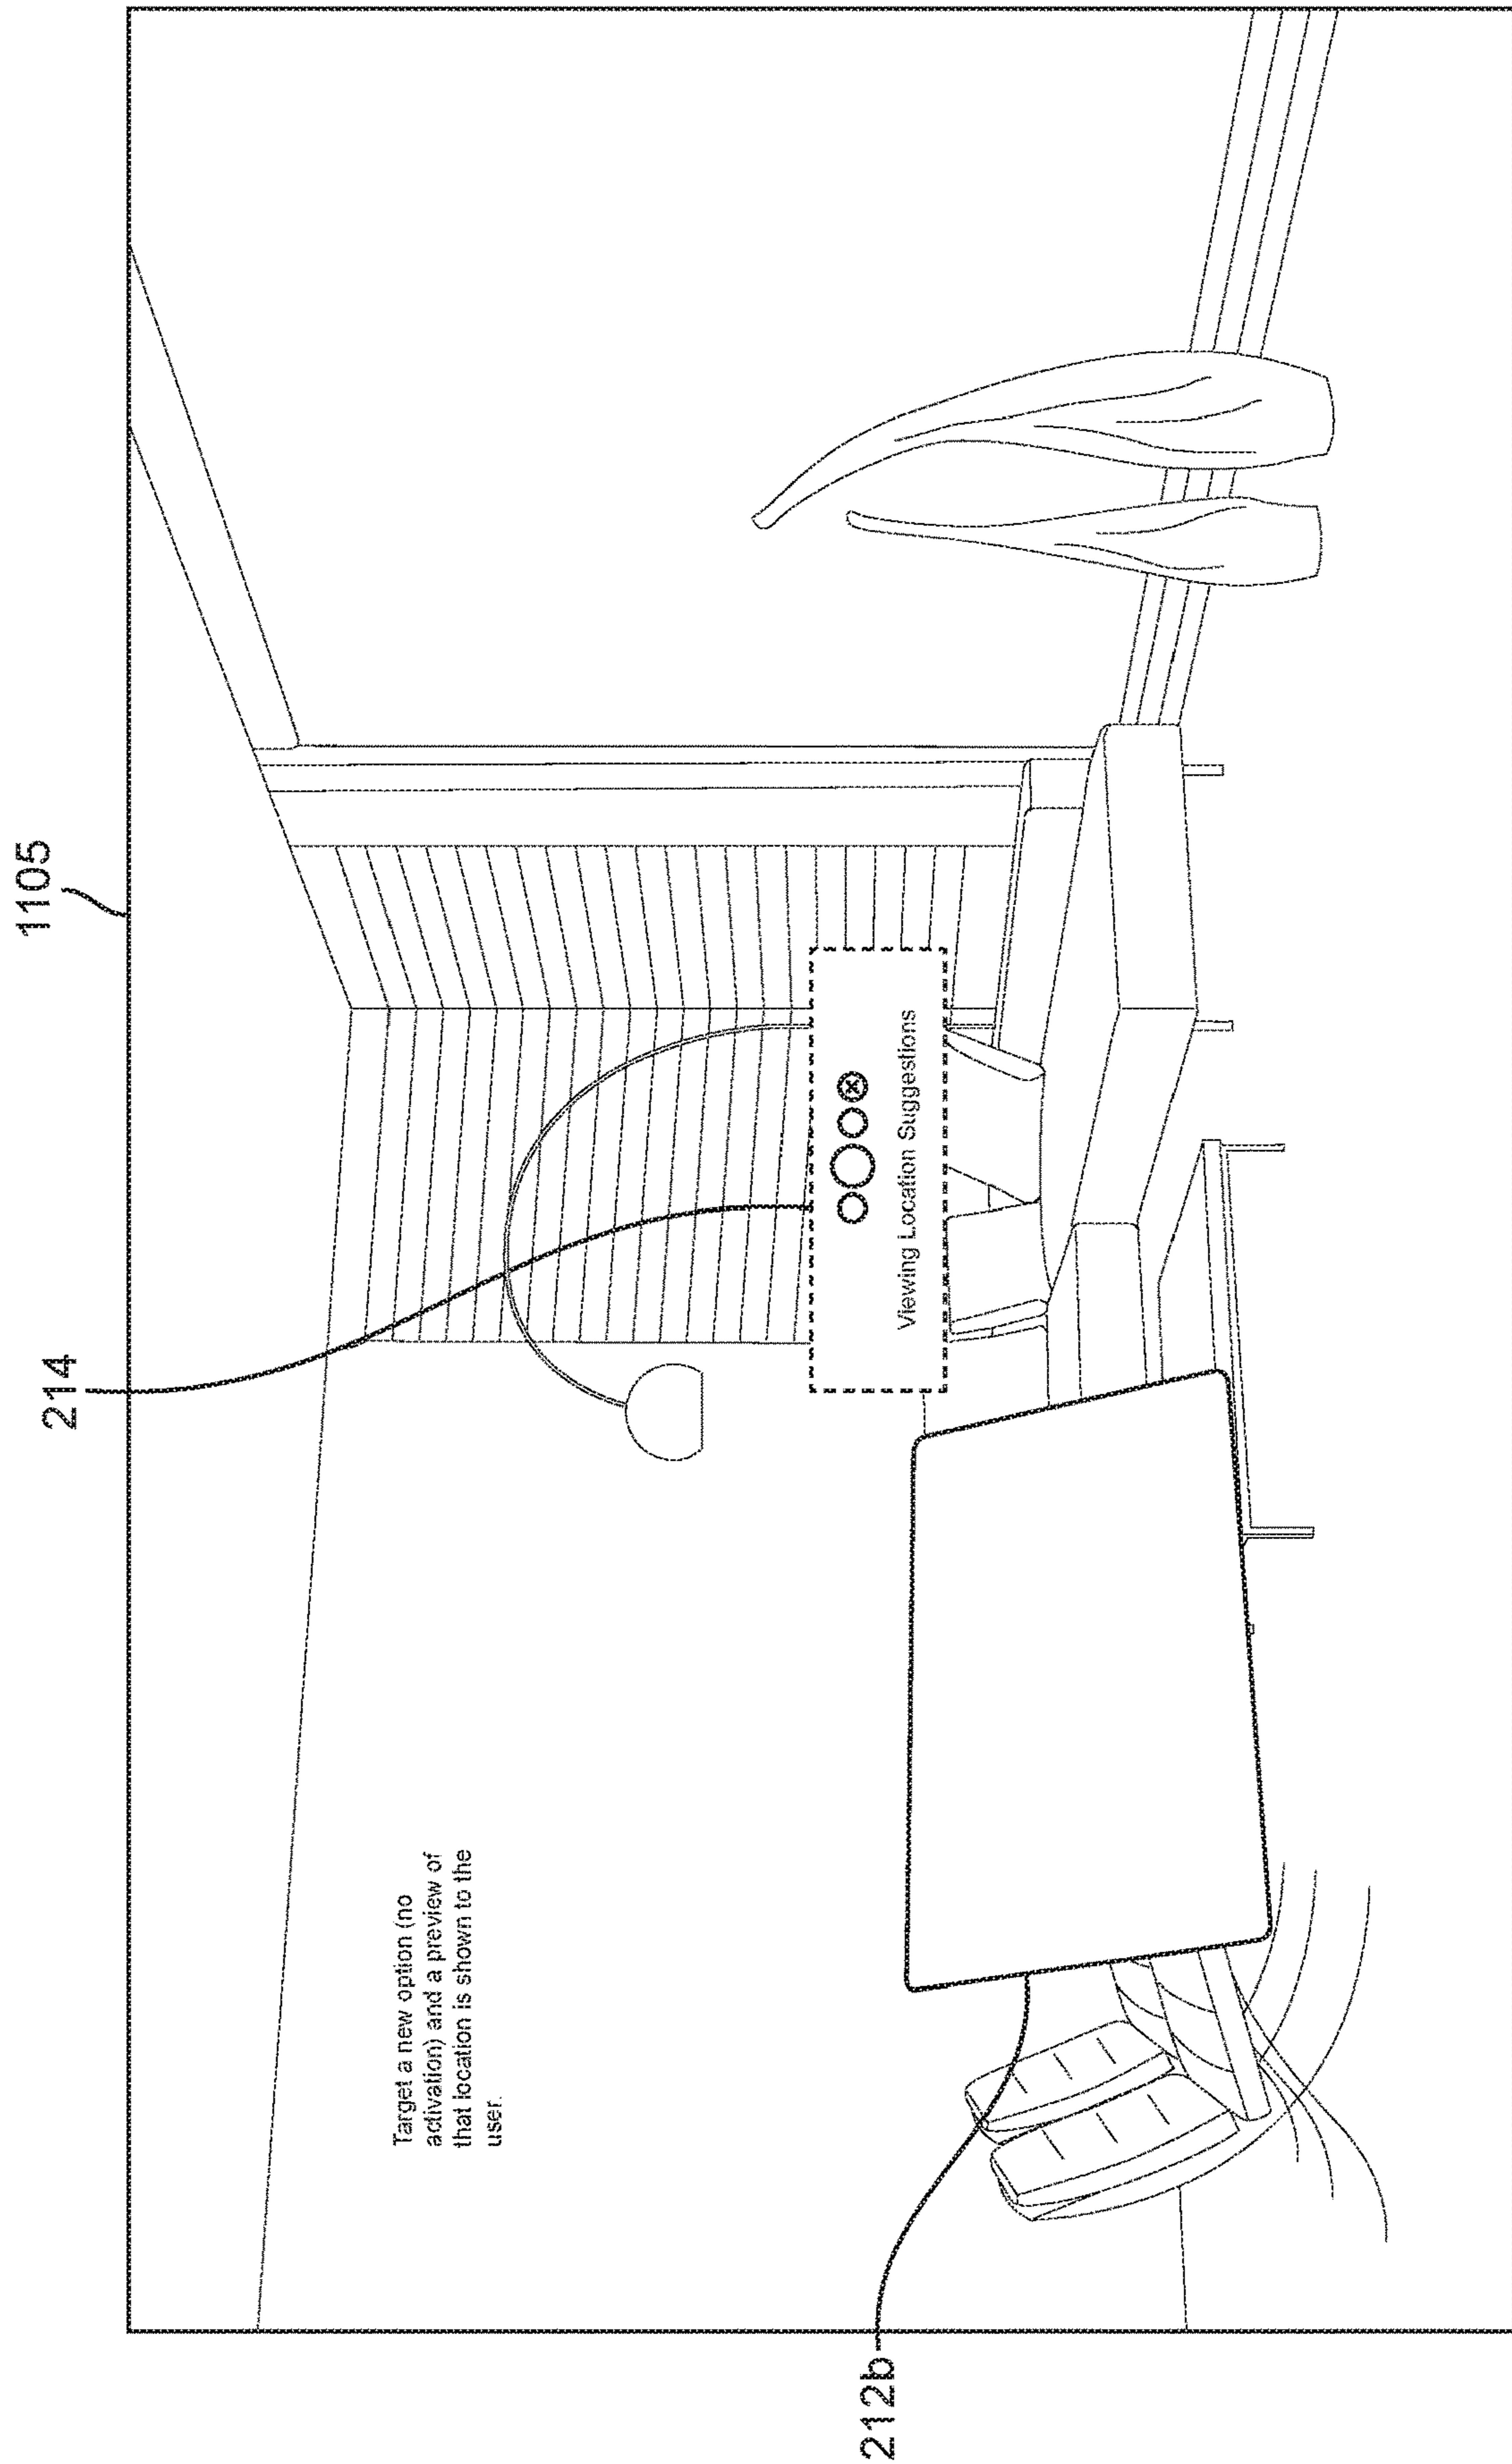 1105
214
Target a new option (no
activation) and a preview of
that location is shown to the
user.
Viewing Location Suggestions
212b